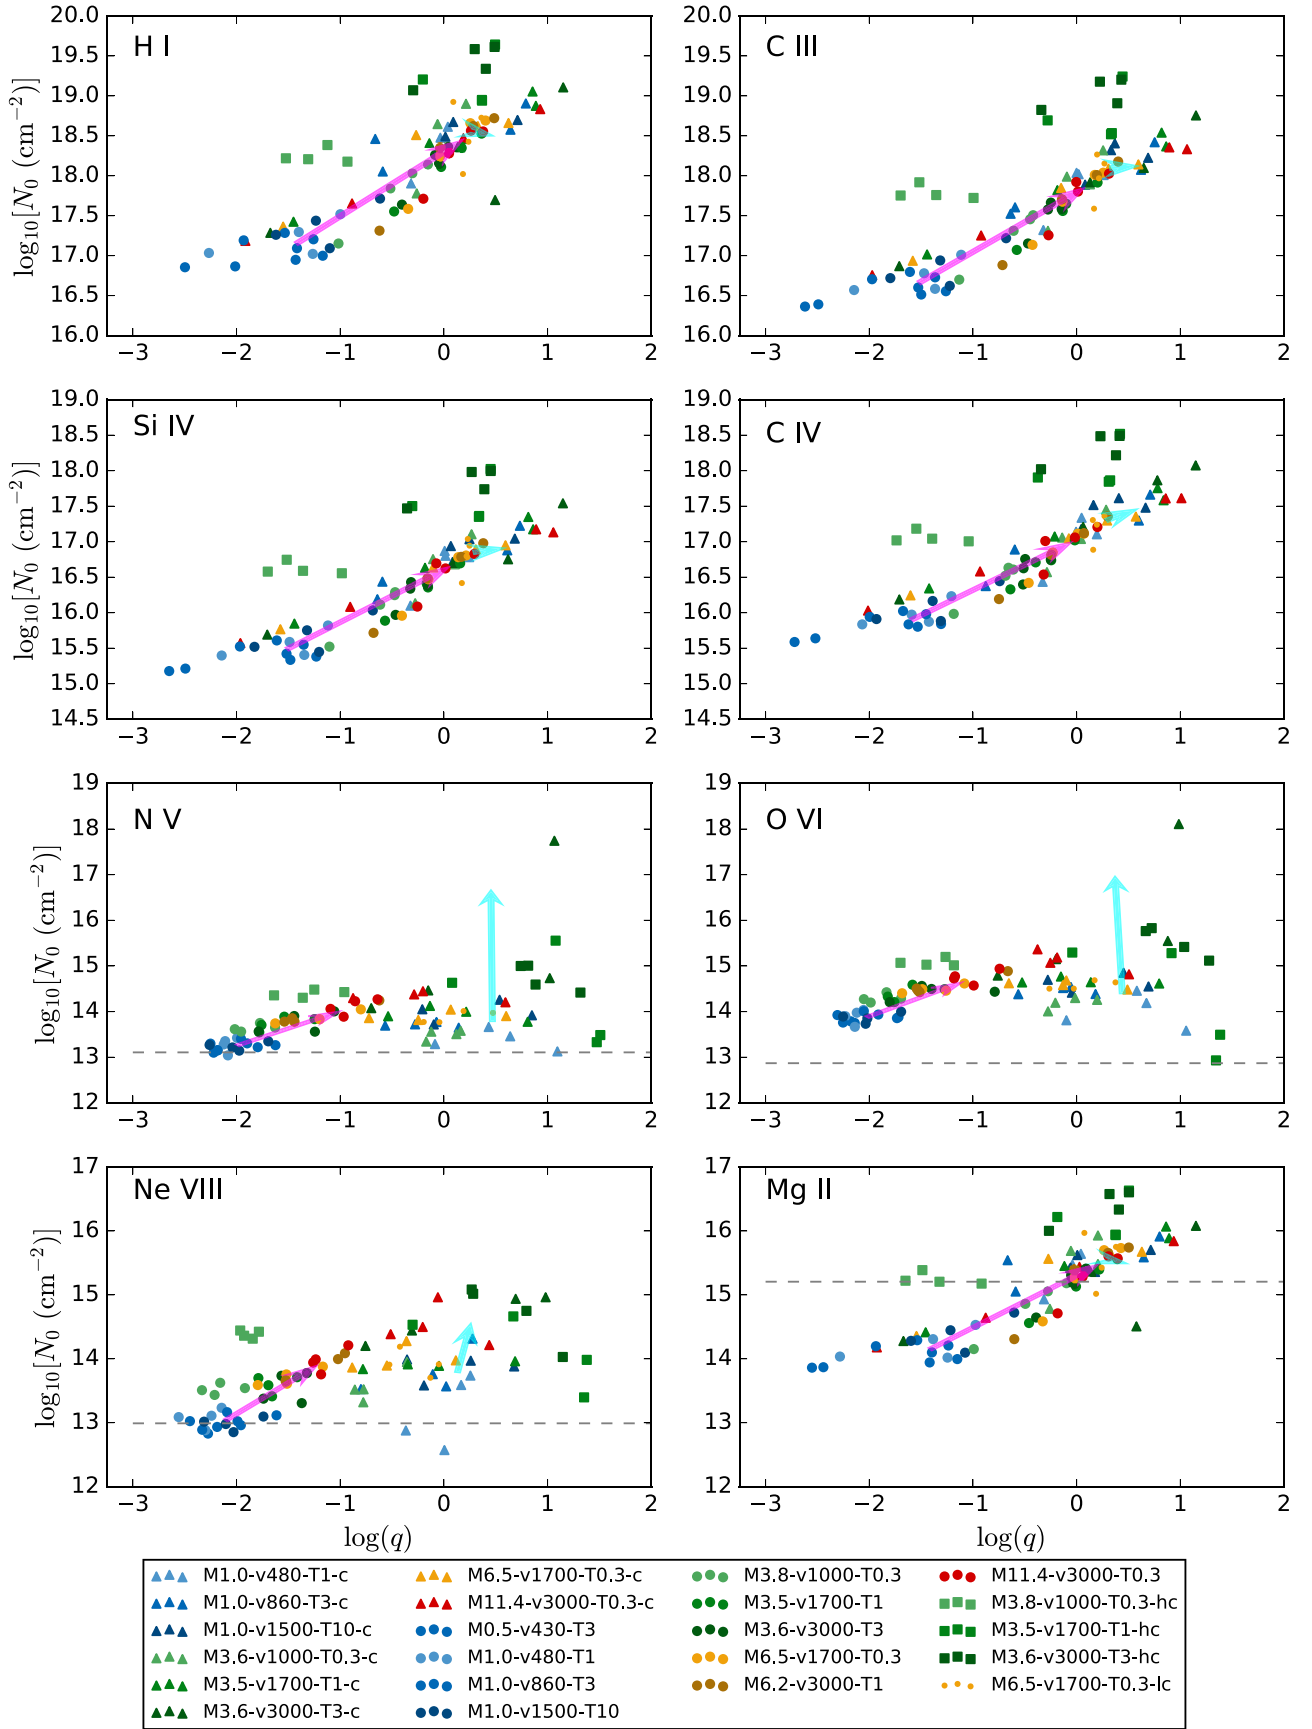 H I
log10[N0 (cm−2)]
20.0
19.5
19.0
18.5
18.0
17.5
17.0
16.5
16.0
−3 −2 −1 0 1 2
C III
20.0
19.5
19.0
18.5
18.0
17.5
17.0
16.5
16.0
−3 −2 −1 0 1 2
Si IV
log10[N0 (cm−2)]
19.0
18.5
18.0
17.5
17.0
16.5
16.0
15.5
15.0
14.5
−3 −2 −1 0 1 2
C IV
19.0
18.5
18.0
17.5
17.0
16.5
16.0
15.5
15.0
14.5
−3 −2 −1 0 1 2
N V
log10[N0 (cm−2)]
19
18
17
16
15
14
13
12
−3 −2 −1 0 1 2
O VI
19
18
17
16
15
14
13
12
−3 −2 −1 0 1 2
Ne VIII
log10[N0 (cm−2)]
17
16
15
14
13
12
−3 −2 −1 0 1 2
log(q)
Mg II
17
16
15
14
13
12
−3 −2 −1 0 1 2
log(q)
M1.0-v480-T1-c
M1.0-v860-T3-c
M1.0-v1500-T10-c
M3.6-v1000-T0.3-c
M3.5-v1700-T1-c
M3.6-v3000-T3-c
M6.5-v1700-T0.3-c
M11.4-v3000-T0.3-c
M0.5-v430-T3
M1.0-v480-T1
M1.0-v860-T3
M1.0-v1500-T10
M3.8-v1000-T0.3
M3.5-v1700-T1
M3.6-v3000-T3
M6.5-v1700-T0.3
M6.2-v3000-T1
M11.4-v3000-T0.3
M3.8-v1000-T0.3-hc
M3.5-v1700-T1-hc
M3.6-v3000-T3-hc
M6.5-v1700-T0.3-lc